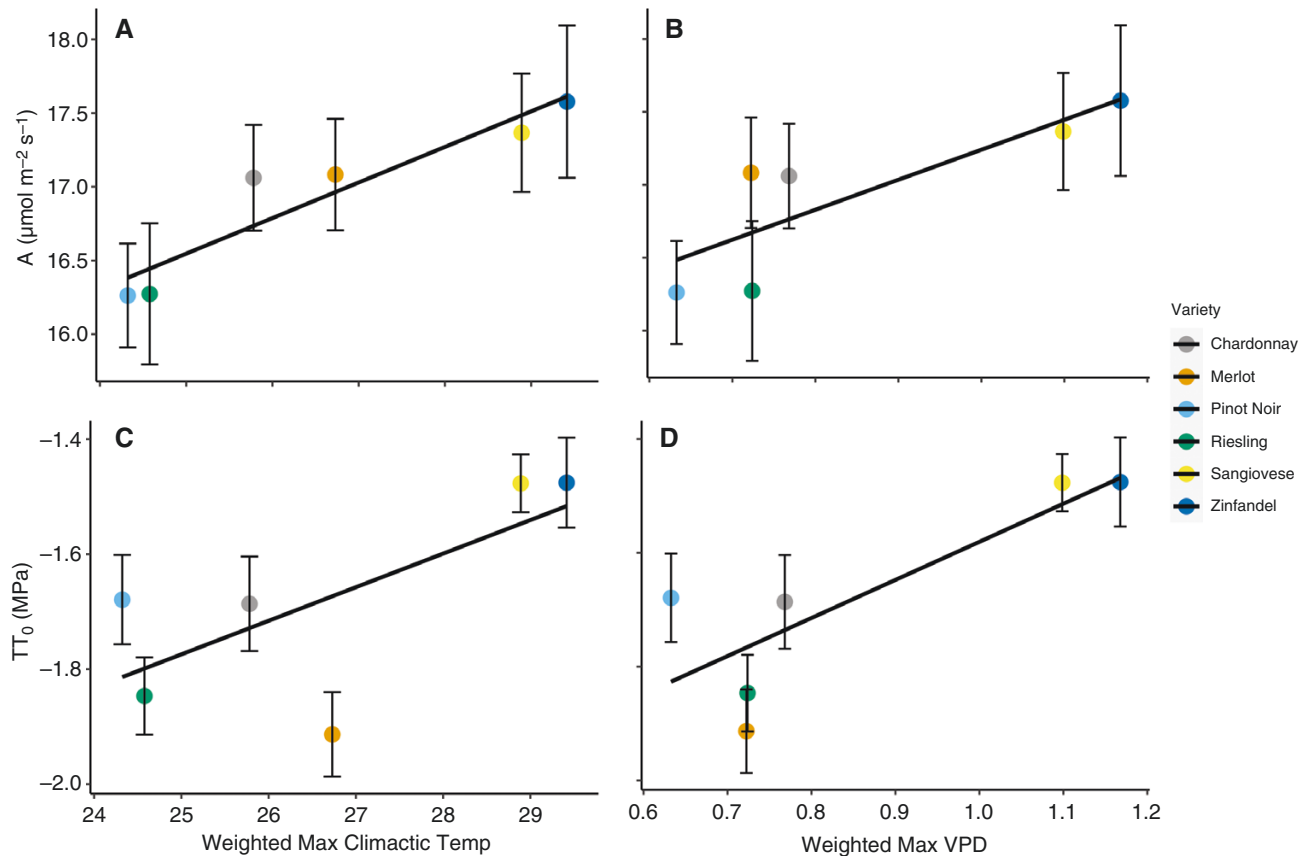 A
B
18.0
17.5
17.0
16.5
16.0
A (μmol m⁻² s⁻¹)
Variety
Chardonnay
Merlot
Pinot Noir
Riesling
Sangiovese
Zinfandel
C
D
−1.4
−1.6
−1.8
−2.0
TT₀ (MPa)
24 25 26 27 28 29
0.6 0.7 0.8 0.9 1.0 1.1 1.2
Weighted Max Climactic Temp
Weighted Max VPD